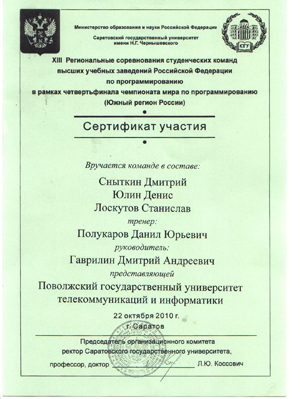 Министерство образования и науки Российской Федерации
Саратовский государственный университет
имени Н.Г. Чернышевского
XIII Региональные соревнования студенческих команд
высших учебных заведений Российской Федерации
по программированию
в рамках четвертьфинала чемпионата мира по программированию
(Южный регион России)
Сертификат участия
Вручается команде в составе:
Сныткин Дмитрий
Юлин Денис
Лоскутов Станислав
тренер:
Полукаров Данил Юрьевич
руководитель:
Гаврилин Дмитрий Андреевич
представляющей
Поволжский государственный университет
телекоммуникаций и информатики
22 октября 2010 г.
г. Саратов
Председатель организационного комитета
ректор Саратовского государственного университета,
профессор, доктор
Л.Ю. Коссович